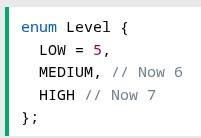 enum Level {
  LOW = 5,
  MEDIUM, // Now 6
  HIGH // Now 7
};